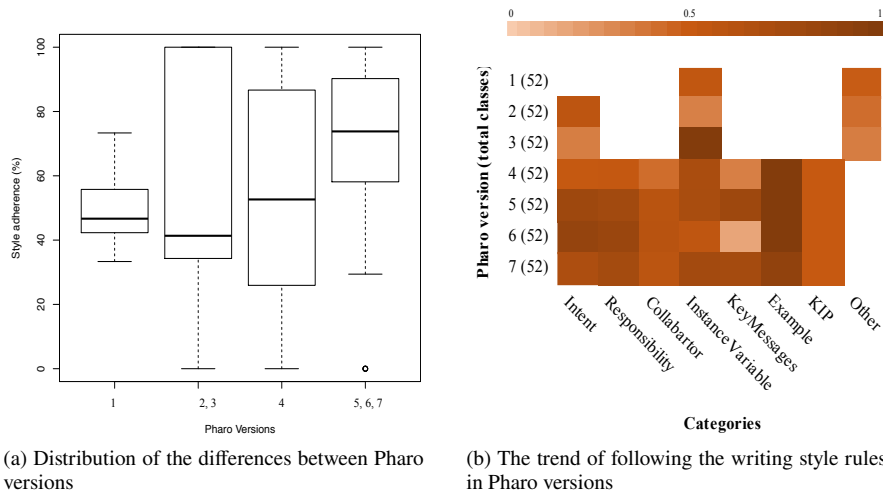 100
80
60
40
20
0
Style adherence (%)
1
2, 3
4
5, 6, 7
Pharo Versions
(a) Distribution of the differences between Pharo
versions
0
0.5
1
Pharo version (total classes)
1 (52)
2 (52)
3 (52)
4 (52)
5 (52)
6 (52)
7 (52)
Intent
Responsibility
Collabartor
InstanceVariable
KeyMessages
Example
KIP
Other
Categories
(b) The trend of following the writing style rules
in Pharo versions